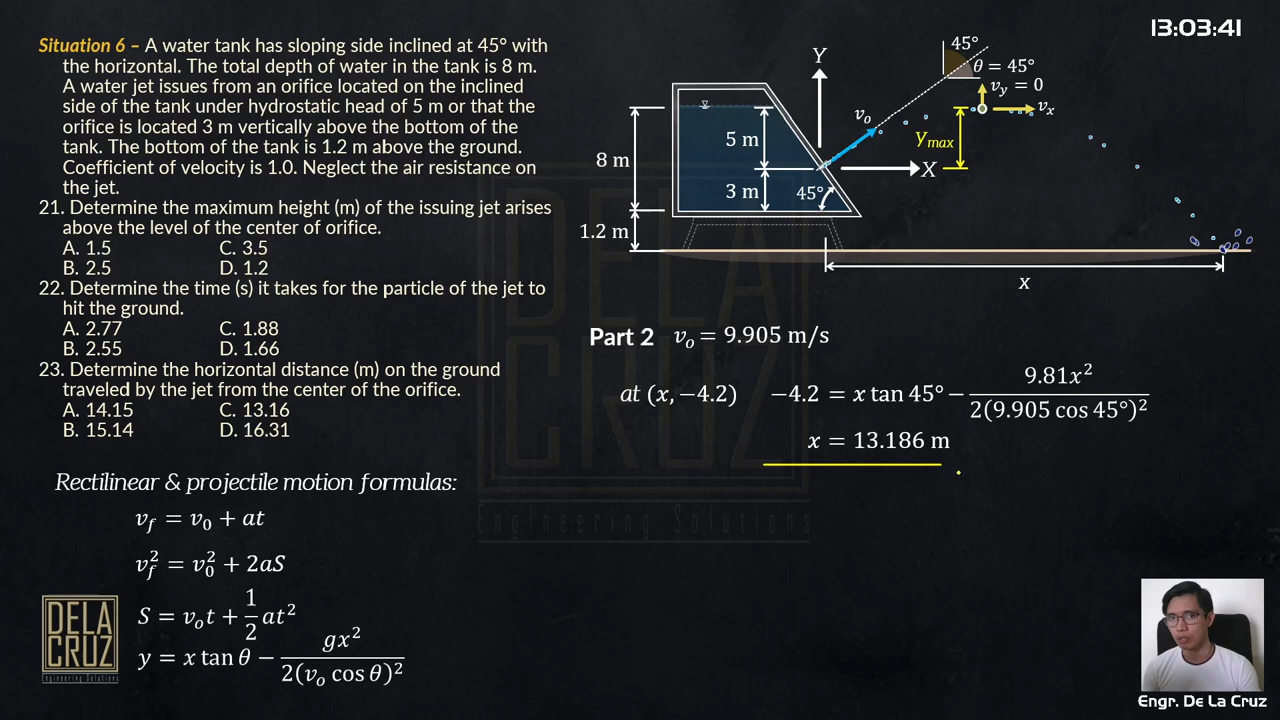 13:03:41
Situation 6 – A water tank has sloping side inclined at 45° with
the horizontal. The total depth of water in the tank is 8 m.
A water jet issues from an orifice located on the inclined
side of the tank under hydrostatic head of 5 m or that the
orifice is located 3 m vertically above the bottom of the
tank. The bottom of the tank is 1.2 m above the ground.
Coefficient of velocity is 1.0. Neglect the air resistance on
the jet.
21. Determine the maximum height (m) of the issuing jet arises
above the level of the center of orifice.
A. 1.5 C. 3.5
B. 2.5 D. 1.2
22. Determine the time (s) it takes for the particle of the jet to
hit the ground.
A. 2.77 C. 1.88
B. 2.55 D. 1.66
23. Determine the horizontal distance (m) on the ground
traveled by the jet from the center of the orifice.
A. 14.15 C. 13.16
B. 15.14 D. 16.31
Rectilinear & projectile motion formulas:
v_f = v_0 + at
v_f^2 = v_0^2 + 2aS
S = v_o t + 1/2 at^2
y = x tan θ − gx^2 / 2(v_o cos θ)^2
DELA
CRUZ
Engineering Solutions
45°
θ = 45°
v_y = 0
v_x
Y
v_o
y_max
5 m
8 m
X
3 m
45°
1.2 m
x
Part 2 v_o = 9.905 m/s
at (x, −4.2) −4.2 = x tan 45° − 9.81x^2 / 2(9.905 cos 45°)^2
x = 13.186 m
DELA
CRUZ
Engineering Solutions
Engr. De La Cruz